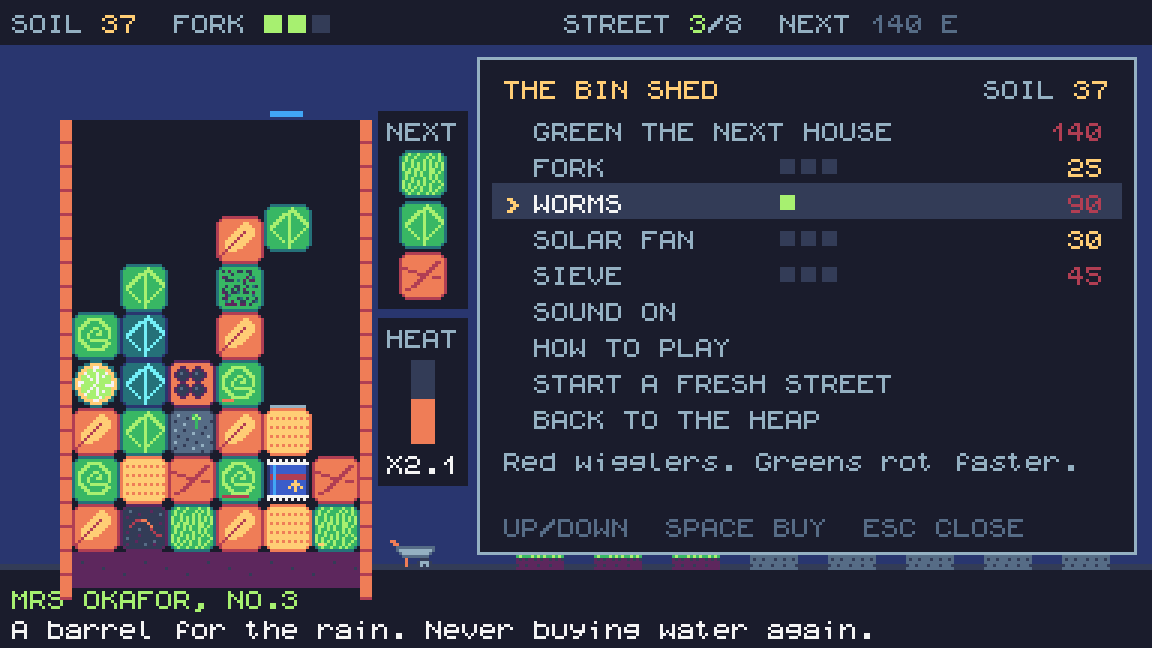 SOIL 37 FORK STREET 3/8 NEXT 140 E
NEXT
HEAT
X2.1
THE BIN SHED SOIL 37
GREEN THE NEXT HOUSE 140
FORK 25
> WORMS 90
SOLAR FAN 30
SIEVE 45
SOUND ON
HOW TO PLAY
START A FRESH STREET
BACK TO THE HEAP
Red wigglers. Greens rot faster.
UP/DOWN SPACE BUY ESC CLOSE
MRS OKAFOR, NO.3
A barrel for the rain. Never buying water again.